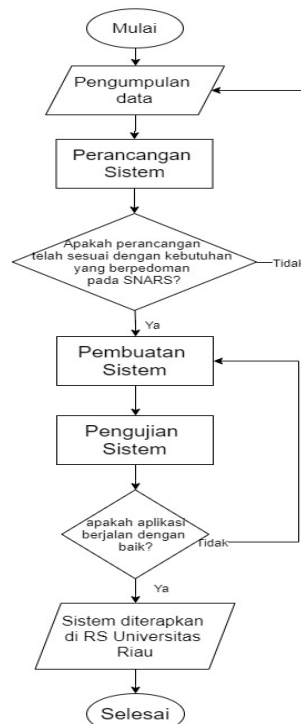 Mulai
Pengumpulan
data
Perancangan
Sistem
Apakah perancangan
telah sesuai dengan kebutuhan
yang berpedoman
pada SNARS?
Tidak
Ya
Pembuatan
Sistem
Pengujian
Sistem
apakah aplikasi
berjalan dengan
baik?
Tidak
Ya
Sistem diterapkan
di RS Universitas
Riau
Selesai